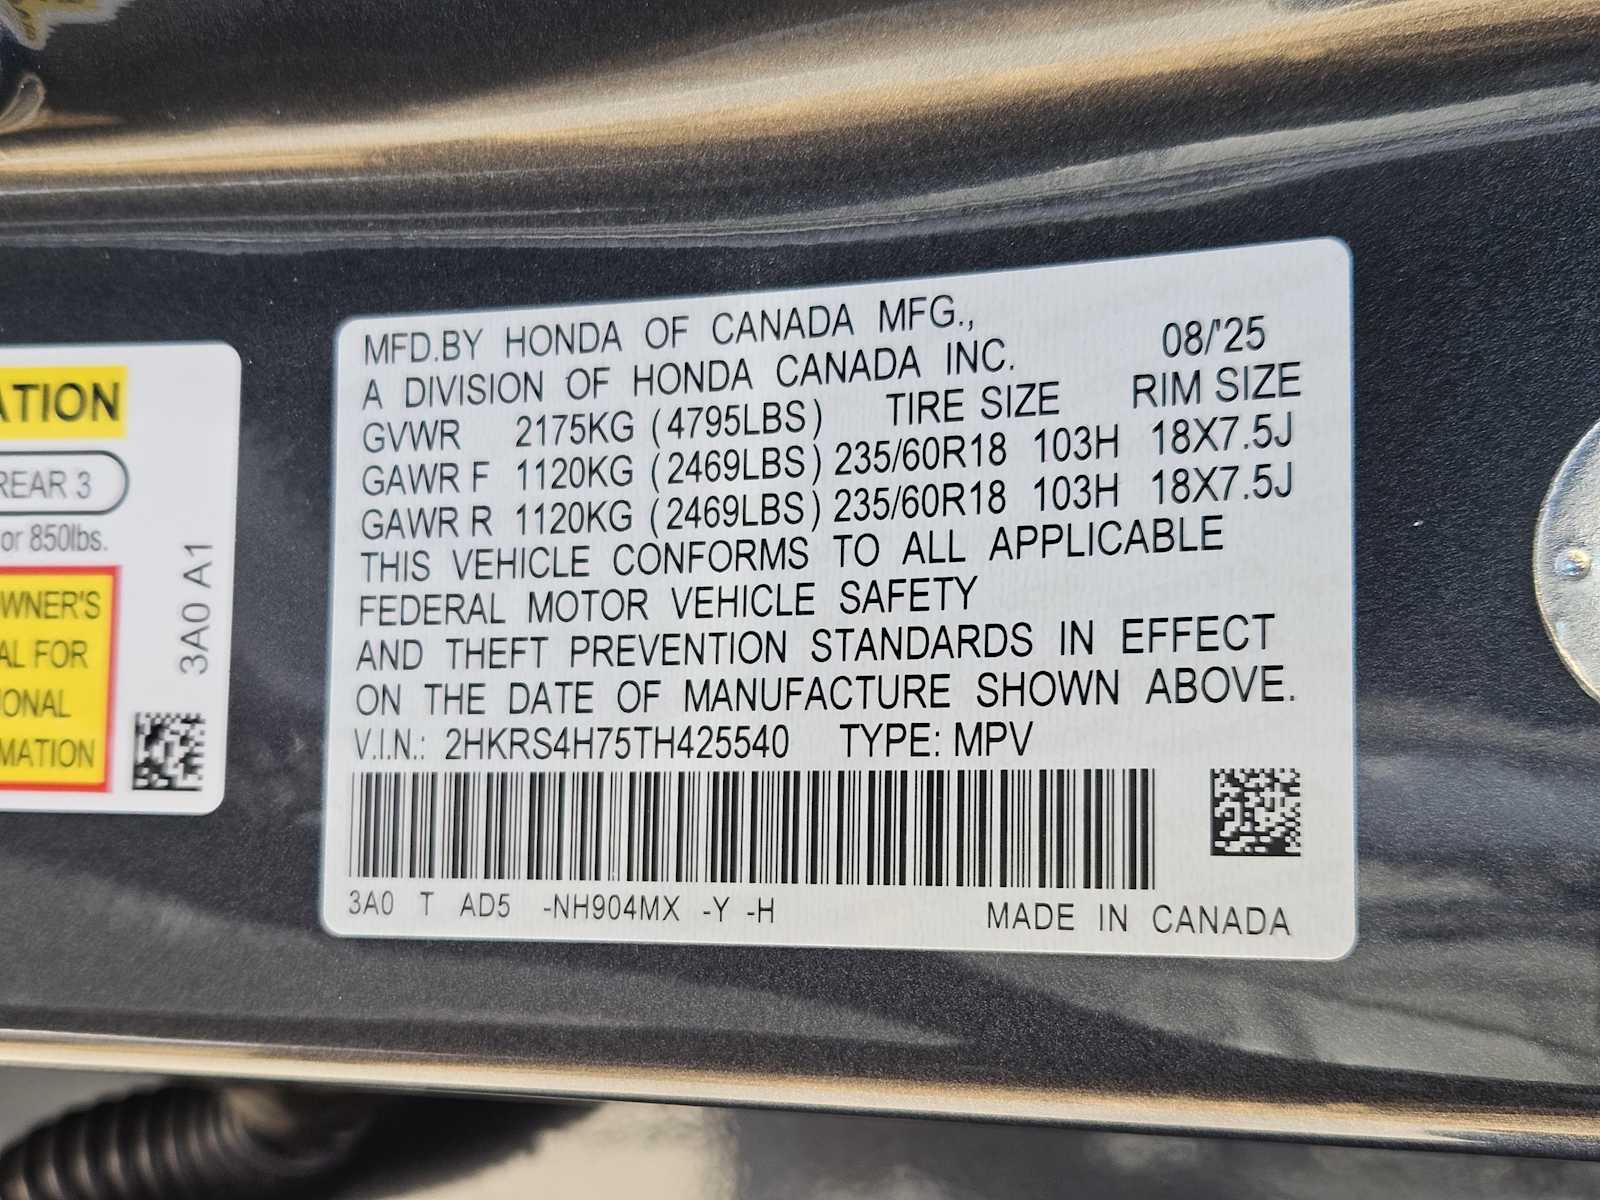 MFD.BY HONDA OF CANADA MFG.,
A DIVISION OF HONDA CANADA INC. 08/'25
GVWR 2175KG (4795LBS) TIRE SIZE RIM SIZE
GAWR F 1120KG (2469LBS) 235/60R18 103H 18X7.5J
GAWR R 1120KG (2469LBS) 235/60R18 103H 18X7.5J
THIS VEHICLE CONFORMS TO ALL APPLICABLE
FEDERAL MOTOR VEHICLE SAFETY
AND THEFT PREVENTION STANDARDS IN EFFECT
ON THE DATE OF MANUFACTURE SHOWN ABOVE.
V.I.N.: 2HKRS4H75TH425540 TYPE: MPV
3A0 T AD5 -NH904MX -Y -H MADE IN CANADA
ATION
REAR 3
or 850lbs.
WNER'S
AL FOR
IONAL
MATION
3A0 A1